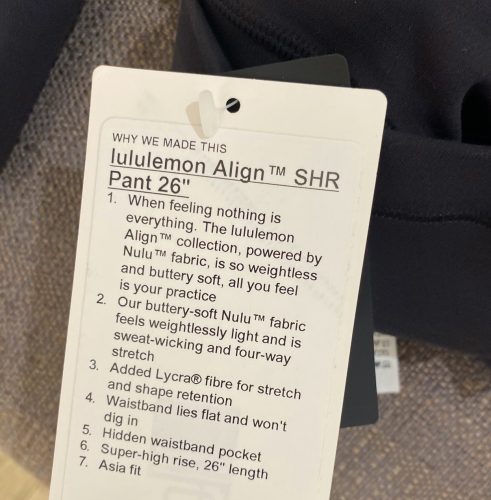 WHY WE MADE THIS
lululemon Align™ SHR
Pant 26"
1. When feeling nothing is
everything. The lululemon
Align™ collection, powered by
Nulu™ fabric, is so weightless
and buttery soft, all you feel
is your practice
2. Our buttery-soft Nulu™ fabric
feels weightlessly light and is
sweat-wicking and four-way
stretch
3. Added Lycra® fibre for stretch
and shape retention
4. Waistband lies flat and won't
dig in
5. Hidden waistband pocket
6. Super-high rise, 26" length
7. Asia fit